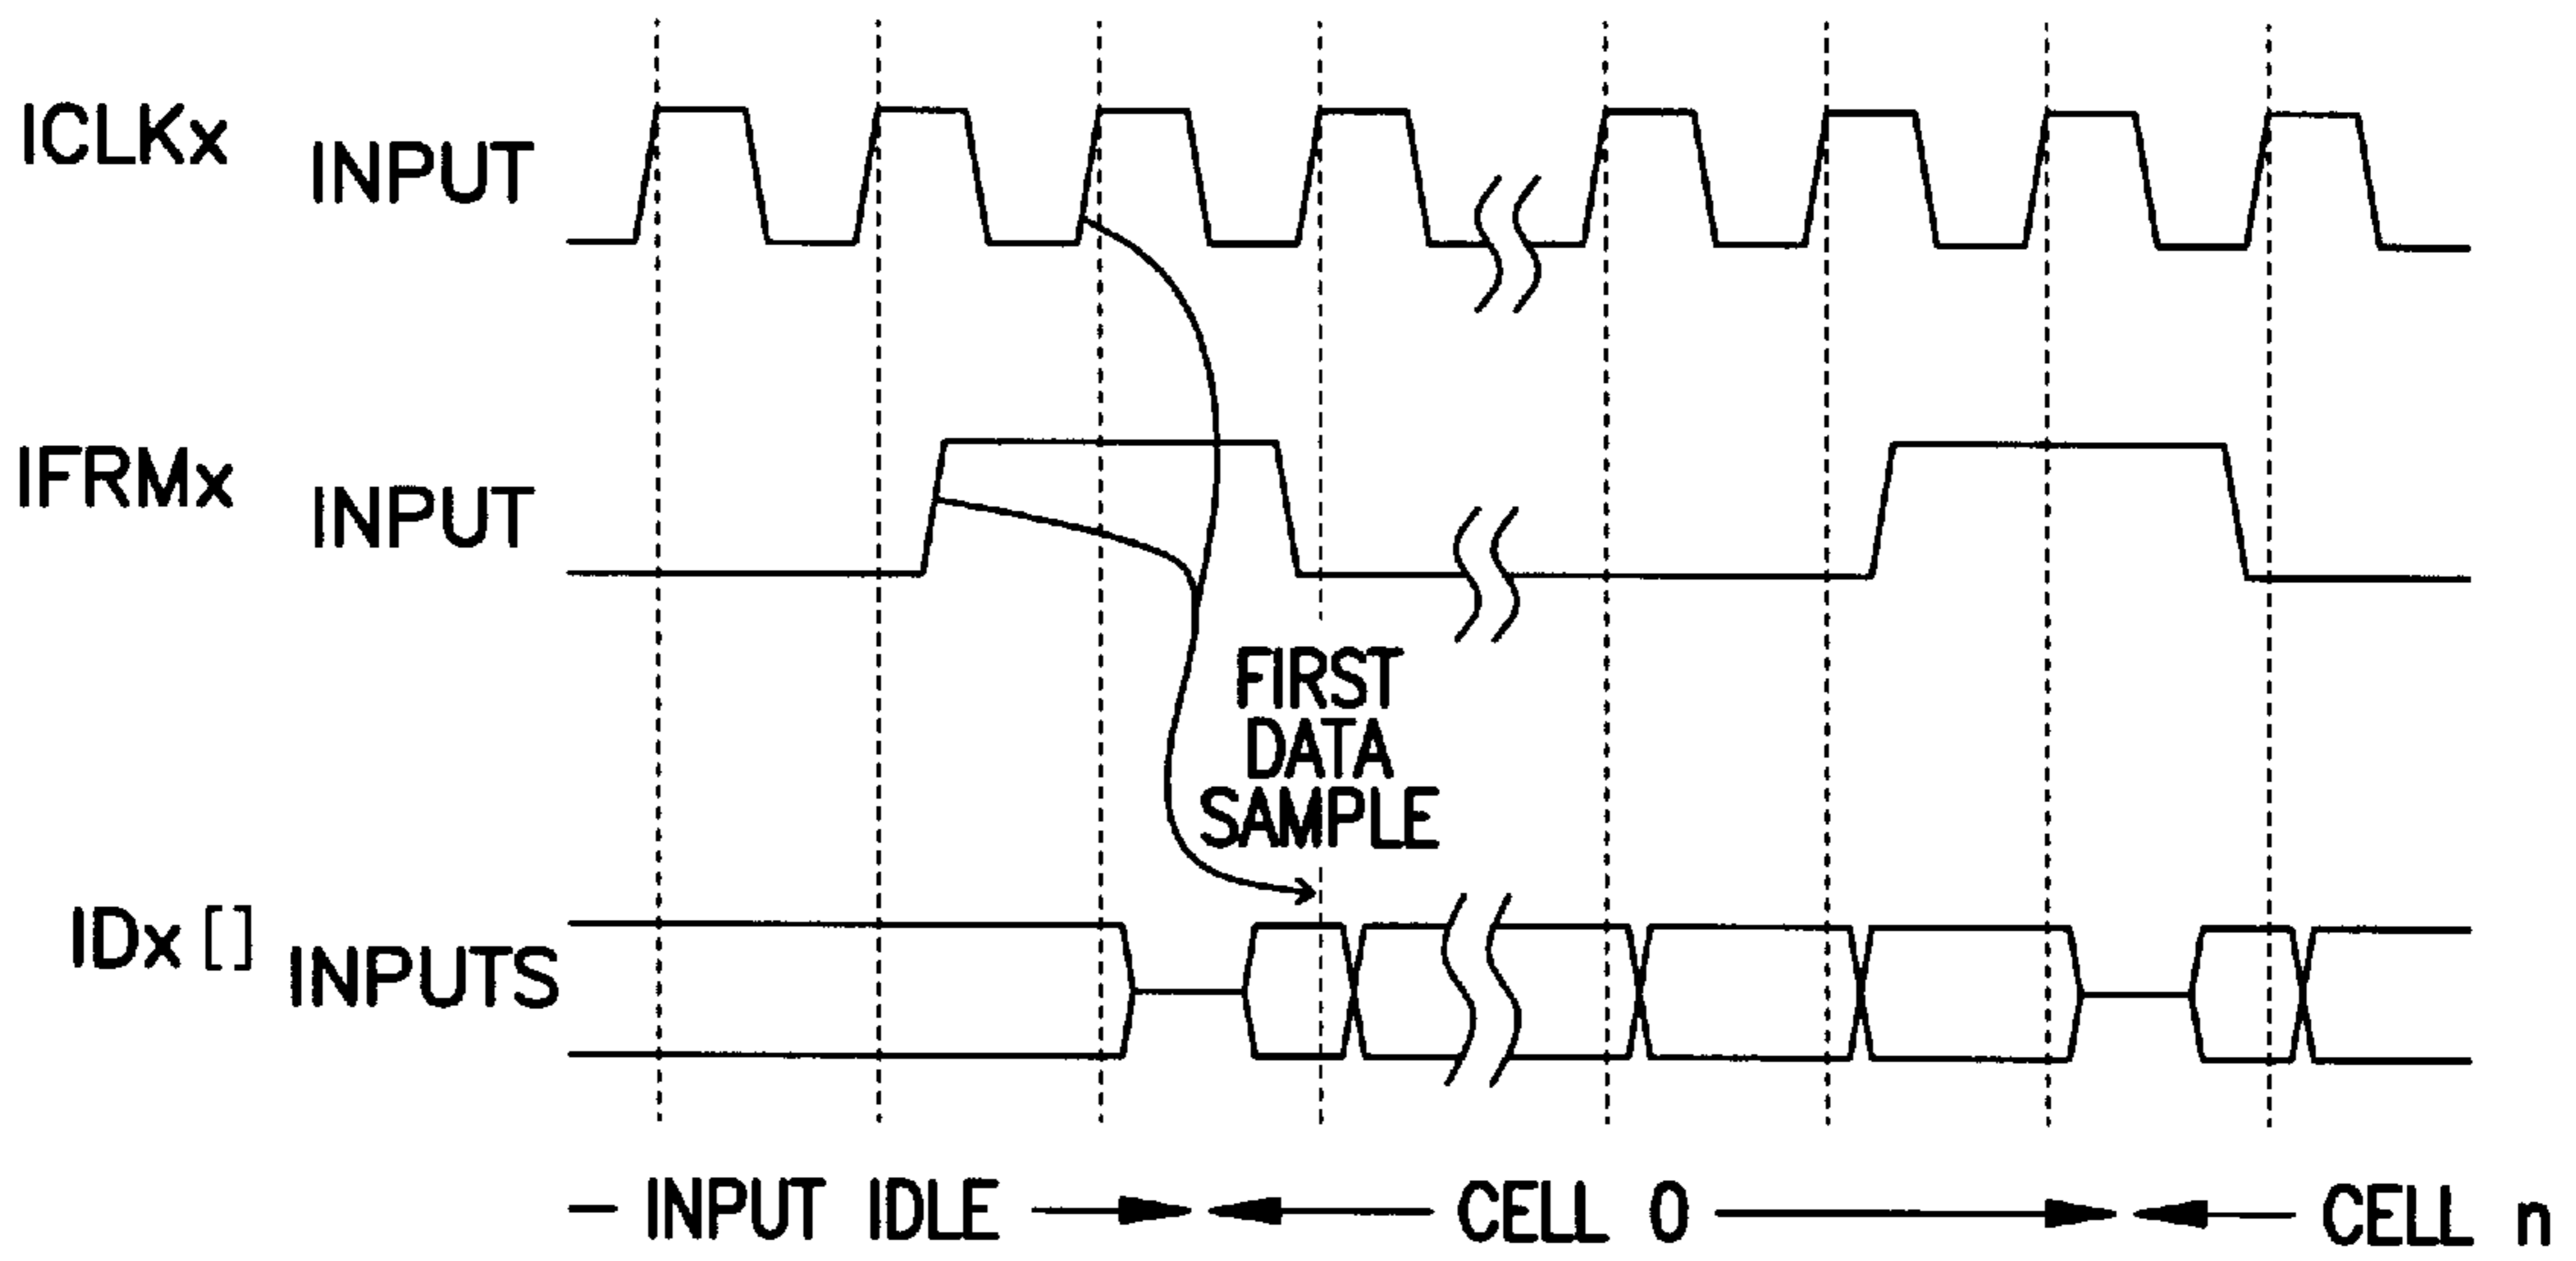 ICLKx INPUT
IFRMx INPUT
FIRST
DATA
SAMPLE
IDx [] INPUTS
INPUT IDLE CELL 0 CELL n